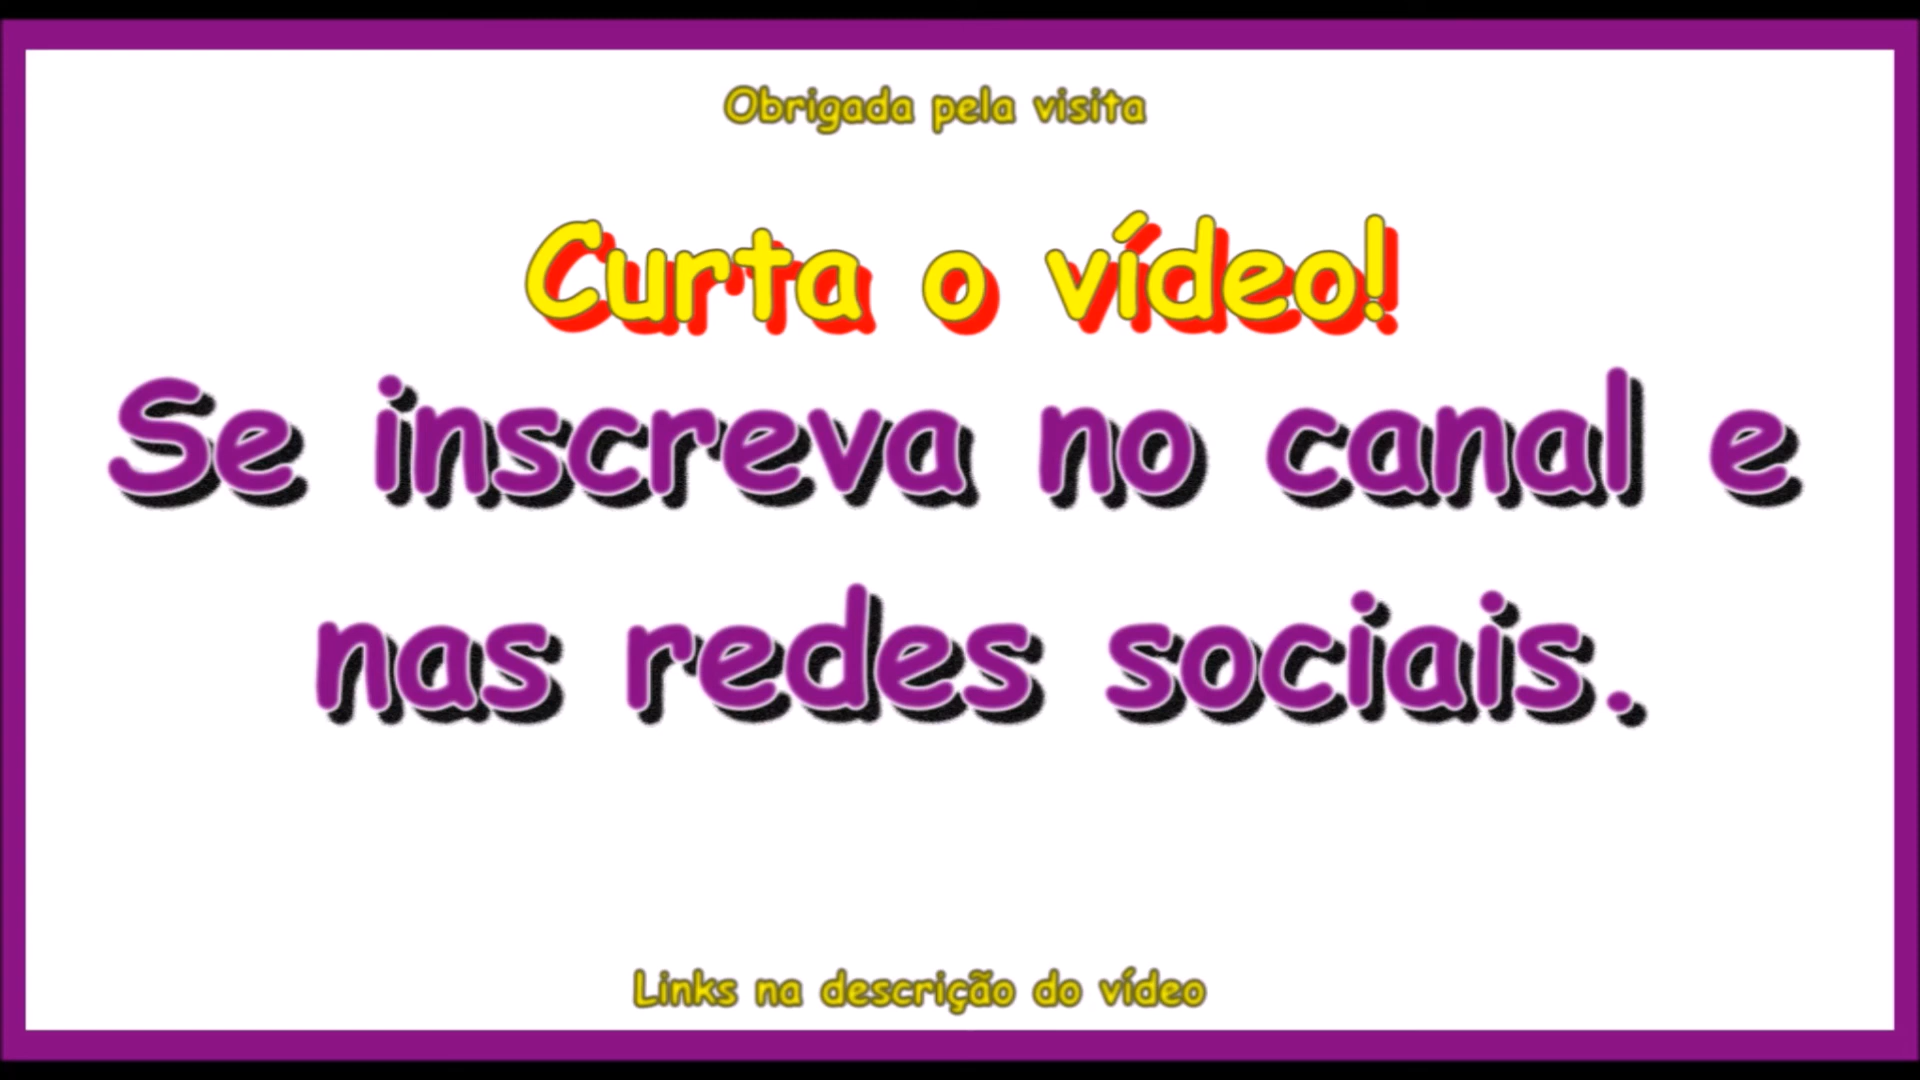 Obrigada pela visita
Curta o vídeo!
Se inscreva no canal e
nas redes sociais.
Links na descrição do vídeo